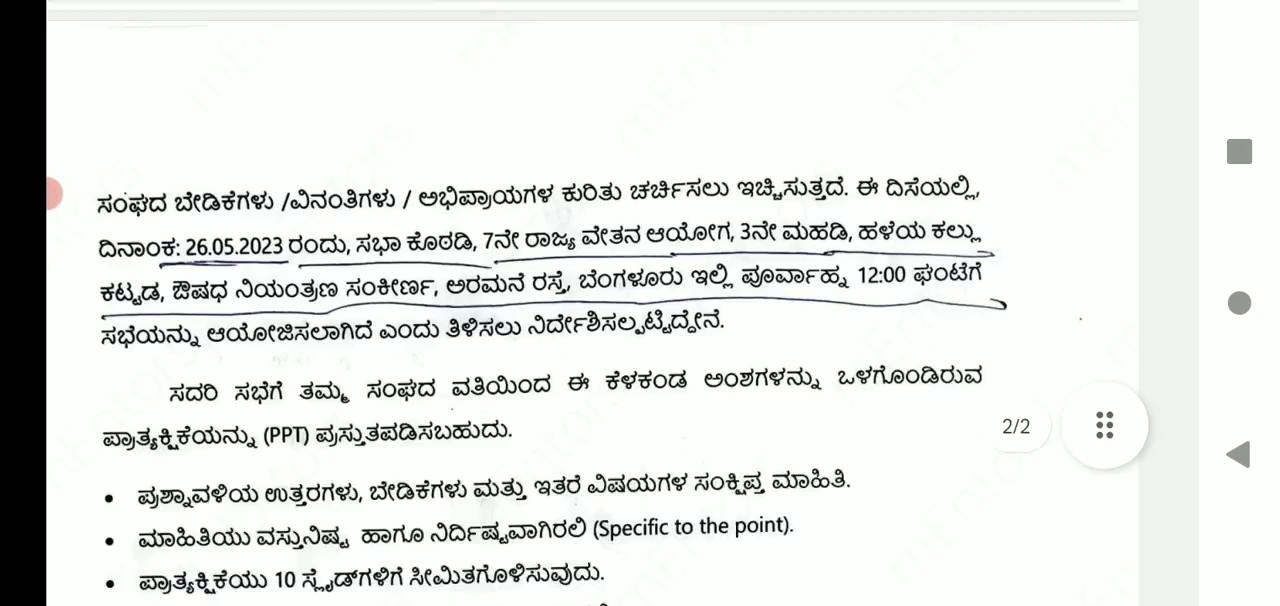 ಸಂಘದ ಬೇಡಿಕೆಗಳು /ವಿನಂತಿಗಳು / ಅಭಿಪ್ರಾಯಗಳ ಕುರಿತು ಚರ್ಚಿಸಲು ಇಚ್ಛಿಸುತ್ತದೆ. ಈ ದಿಸೆಯಲ್ಲಿ,
ದಿನಾಂಕ: 26.05.2023 ರಂದು, ಸಭಾ ಕೊಠಡಿ, 7ನೇ ರಾಜ್ಯ ವೇತನ ಆಯೋಗ, 3ನೇ ಮಹಡಿ, ಹಳೆಯ ಕಲ್ಲು
ಕಟ್ಟಡ, ಔಷಧ ನಿಯಂತ್ರಣ ಸಂಕೀರ್ಣ, ಅರಮನೆ ರಸ್ತೆ, ಬೆಂಗಳೂರು ಇಲ್ಲಿ ಪೂರ್ವಾಹ್ನ 12:00 ಘಂಟೆಗೆ
ಸಭೆಯನ್ನು ಆಯೋಜಿಸಲಾಗಿದೆ ಎಂದು ತಿಳಿಸಲು ನಿರ್ದೇಶಿಸಲ್ಪಟ್ಟಿದ್ದೇನೆ.
ಸದರಿ ಸಭೆಗೆ ತಮ್ಮ ಸಂಘದ ವತಿಯಿಂದ ಈ ಕೆಳಕಂಡ ಅಂಶಗಳನ್ನು ಒಳಗೊಂಡಿರುವ
ಪ್ರಾತ್ಯಕ್ಷಿಕೆಯನ್ನು (PPT) ಪ್ರಸ್ತುತಪಡಿಸಬಹುದು.
2/2
• ಪ್ರಶ್ನಾವಳಿಯ ಉತ್ತರಗಳು, ಬೇಡಿಕೆಗಳು ಮತ್ತು ಇತರೆ ವಿಷಯಗಳ ಸಂಕ್ಷಿಪ್ತ ಮಾಹಿತಿ.
• ಮಾಹಿತಿಯು ವಸ್ತುನಿಷ್ಟ ಹಾಗೂ ನಿರ್ದಿಷ್ಟವಾಗಿರಲಿ (Specific to the point).
• ಪ್ರಾತ್ಯಕ್ಷಿಕೆಯು 10 ಸ್ಲೈಡ್‌ಗಳಿಗೆ ಸೀಮಿತಗೊಳಿಸುವುದು.